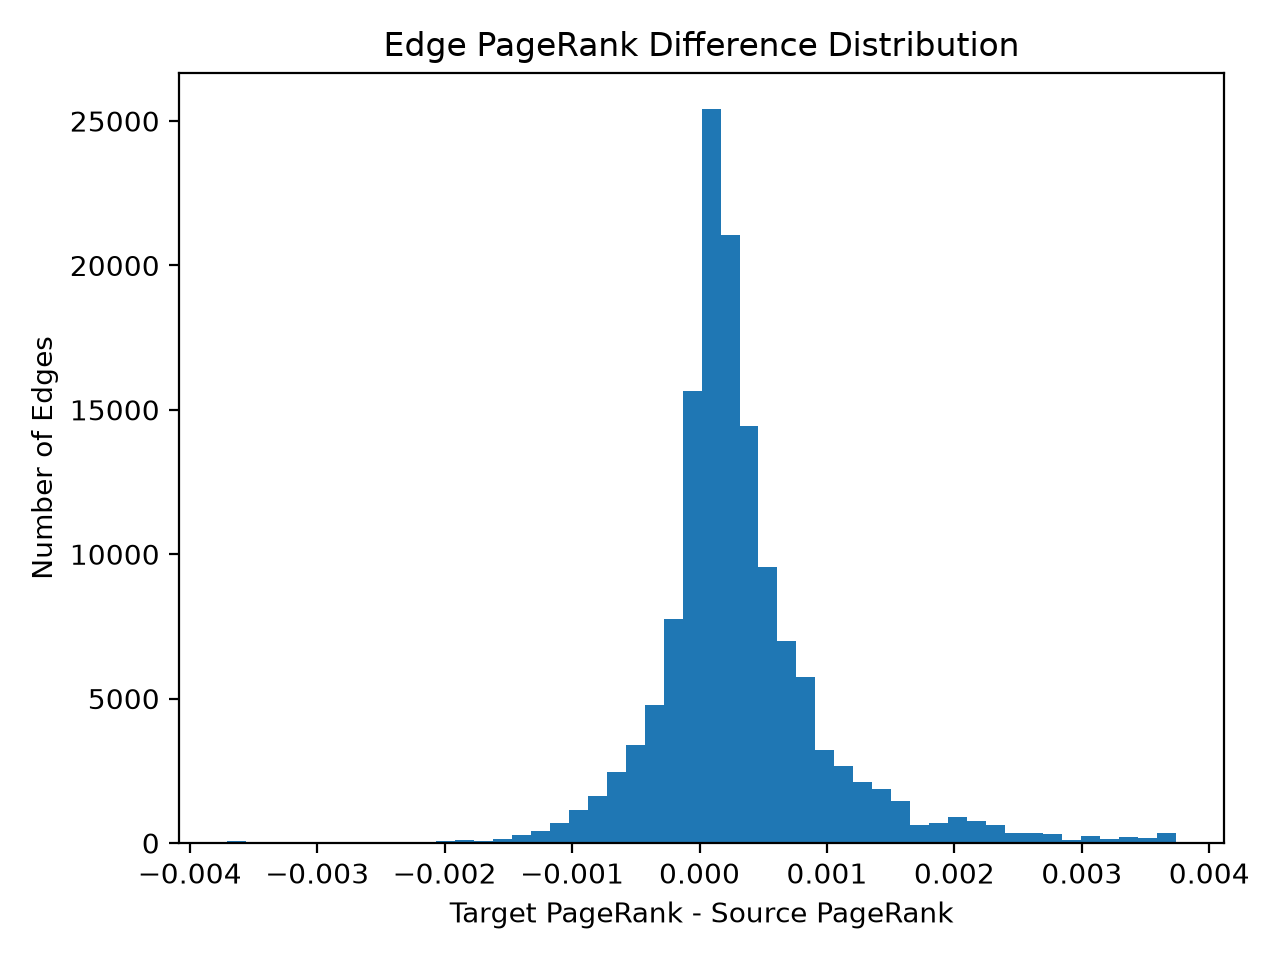 Edge PageRank Difference Distribution
25000
20000
15000
10000
5000
0
Number of Edges
−0.004 −0.003 −0.002 −0.001 0.000 0.001 0.002 0.003 0.004
Target PageRank - Source PageRank